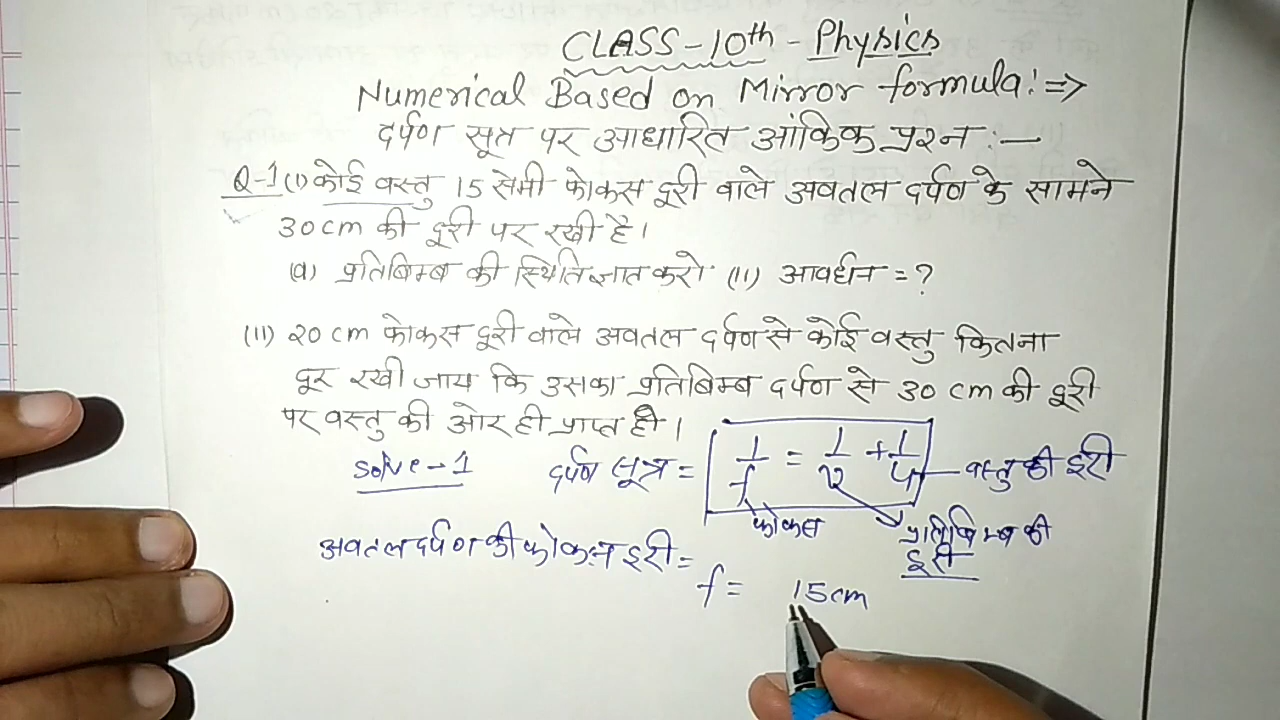 CLASS-10th-Physics
Numerical Based on Mirror formula:⇒
दर्पण सूत्र पर आधारित आंकिक प्रश्न:—
Q-1 (i) कोई वस्तु 15 सेमी फोकस दूरी वाले अवतल दर्पण के सामने
30cm की दूरी पर रखी है।
(a) प्रतिबिम्ब की स्थिति ज्ञात करो (ii) आवर्धन = ?
(ii) 20 cm फोकस दूरी वाले अवतल दर्पण से कोई वस्तु कितना
दूर रखी जाय कि उसका प्रतिबिम्ब दर्पण से 30 cm की दूरी
पर वस्तु की ओर ही प्राप्त हो।
Solve-1 दर्पण सूत्र = 1/f = 1/v + 1/u वस्तु की दूरी
फोकस प्रतिबिम्ब की
दूरी
अवतल दर्पण की फोकस दूरी =
f = 15cm